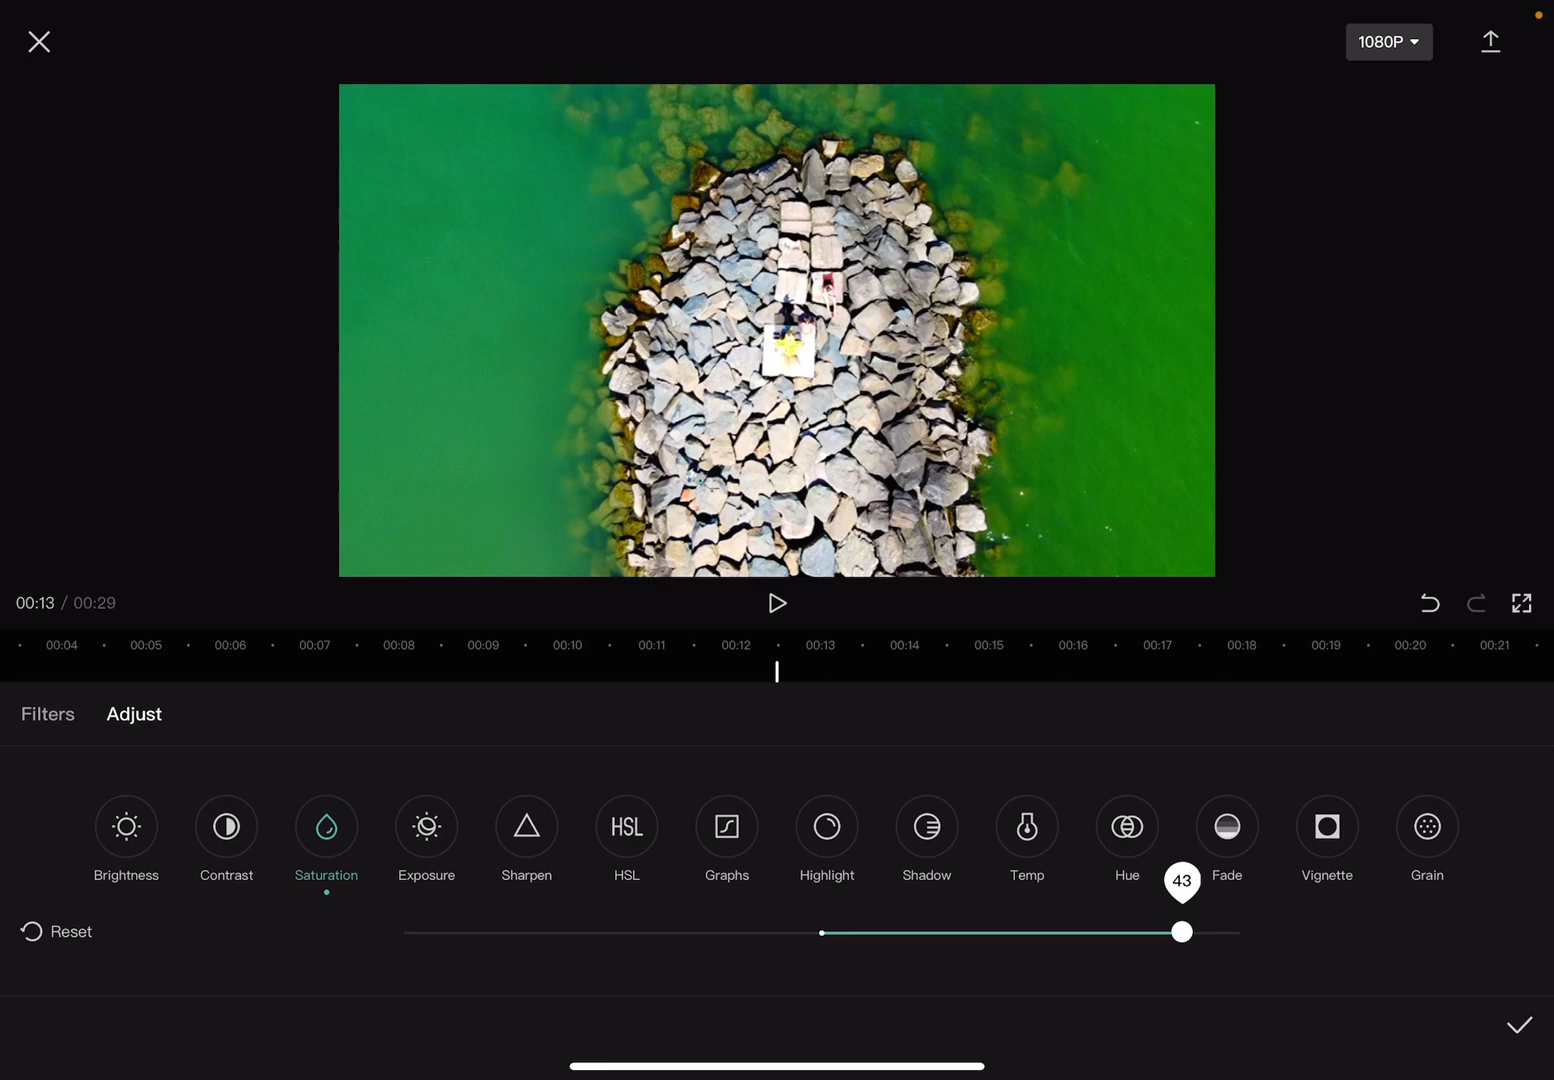 1080P
00:13 / 00:29
00:04 00:05 00:06 00:07 00:08 00:09 00:10 00:11 00:12 00:13 00:14 00:15 00:16 00:17 00:18 00:19 00:20 00:21
Filters Adjust
HSL
Brightness Contrast Saturation Exposure Sharpen HSL Graphs Highlight Shadow Temp Hue Fade Vignette Grain
43
Reset